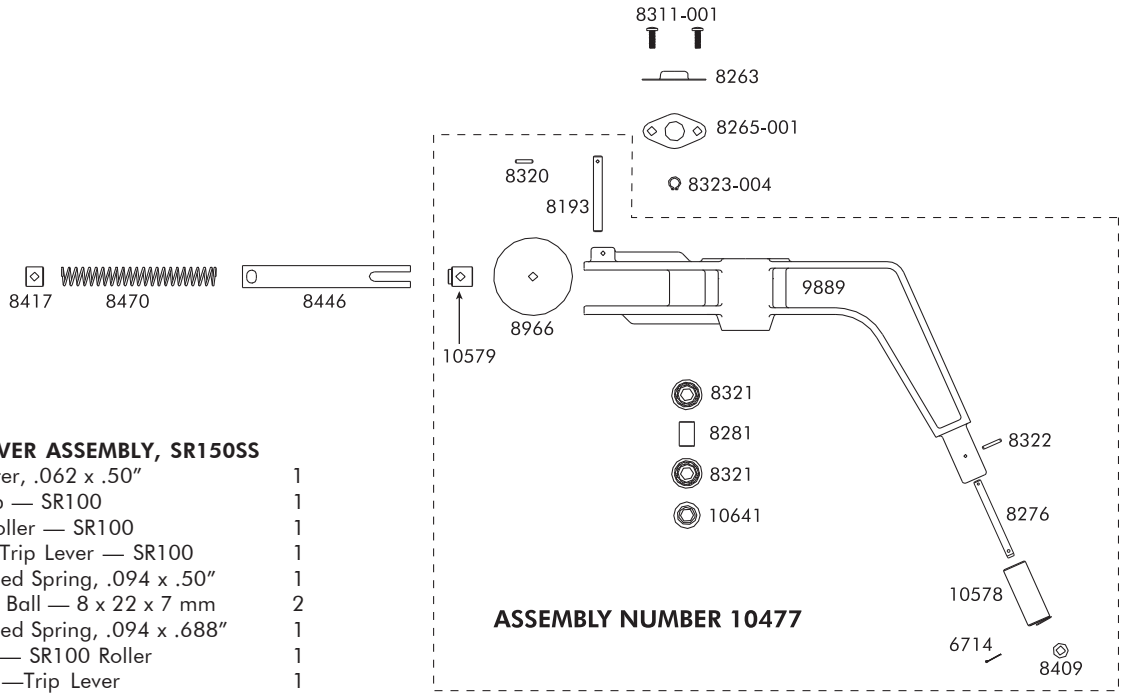 8311-001
8263
8265-001
8320
8323-004
8193
8417
8470
8446
9889
8966
10579
8321
8281
8322
8321
8276
10641
10578
ASSEMBLY NUMBER 10477
6714
8409
VER ASSEMBLY, SR150SS
er, .062 x .50” 1
— SR100 1
oller — SR100 1
Trip Lever — SR100 1
ed Spring, .094 x .50” 1
Ball — 8 x 22 x 7 mm 2
ed Spring, .094 x .688” 1
— SR100 Roller 1
—Trip Lever 1